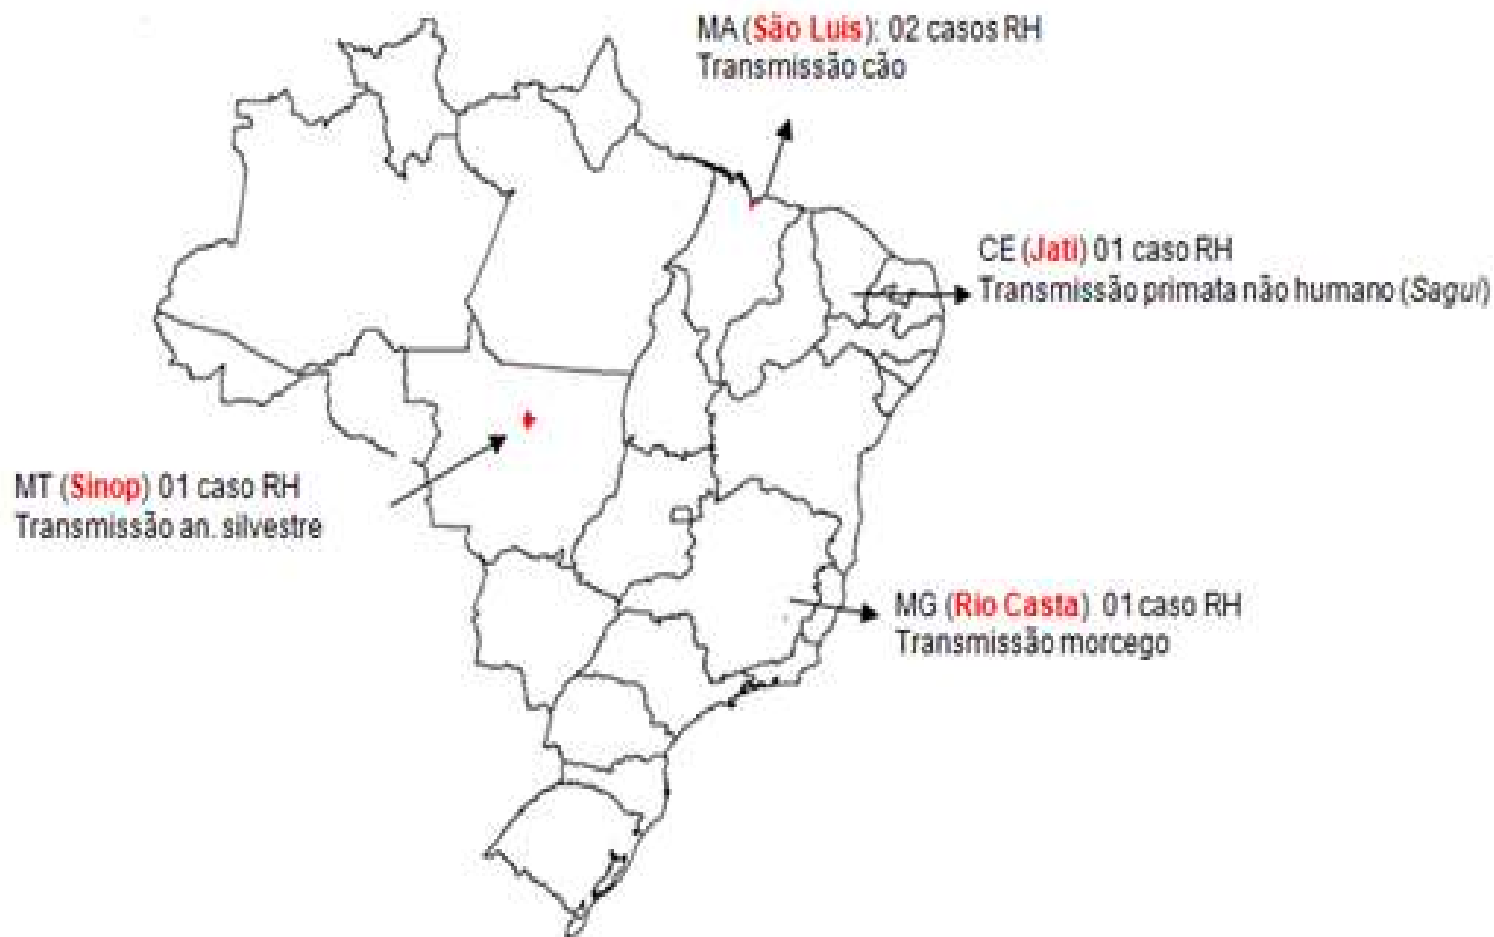 MA (São Luis): 02 casos RH
Transmissão cão
CE (Jati) 01 caso RH
Transmissão primata não humano (Sagui)
MT (Sinop) 01 caso RH
Transmissão an. silvestre
MG (Rio Casta) 01 caso RH
Transmissão morcego